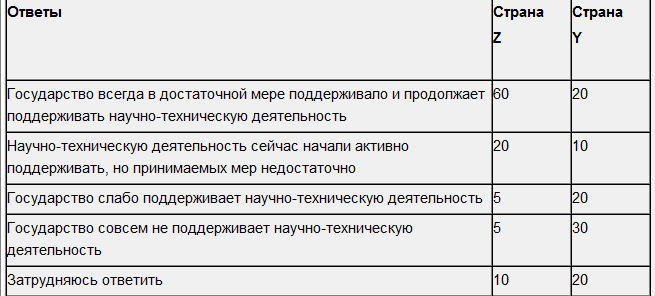 Ответы Страна Страна
Z Y
Государство всегда в достаточной мере поддерживало и продолжает 60 20
поддерживать научно-техническую деятельность
Научно-техническую деятельность сейчас начали активно 20 10
поддерживать, но принимаемых мер недостаточно
Государство слабо поддерживает научно-техническую деятельность 5 20
Государство совсем не поддерживает научно-техническую 5 30
деятельность
Затрудняюсь ответить 10 20